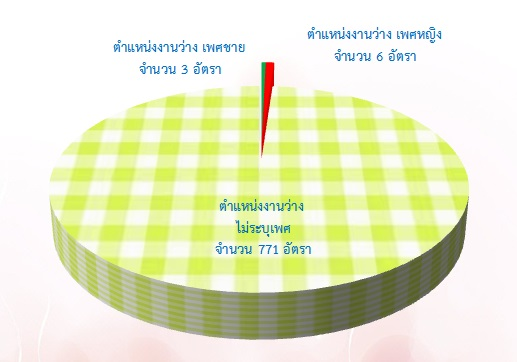 ตำแหน่งงานว่าง เพศชาย
จำนวน 3 อัตรา
ตำแหน่งงานว่าง เพศหญิง
จำนวน 6 อัตรา
ตำแหน่งงานว่าง
ไม่ระบุเพศ
จำนวน 771 อัตรา